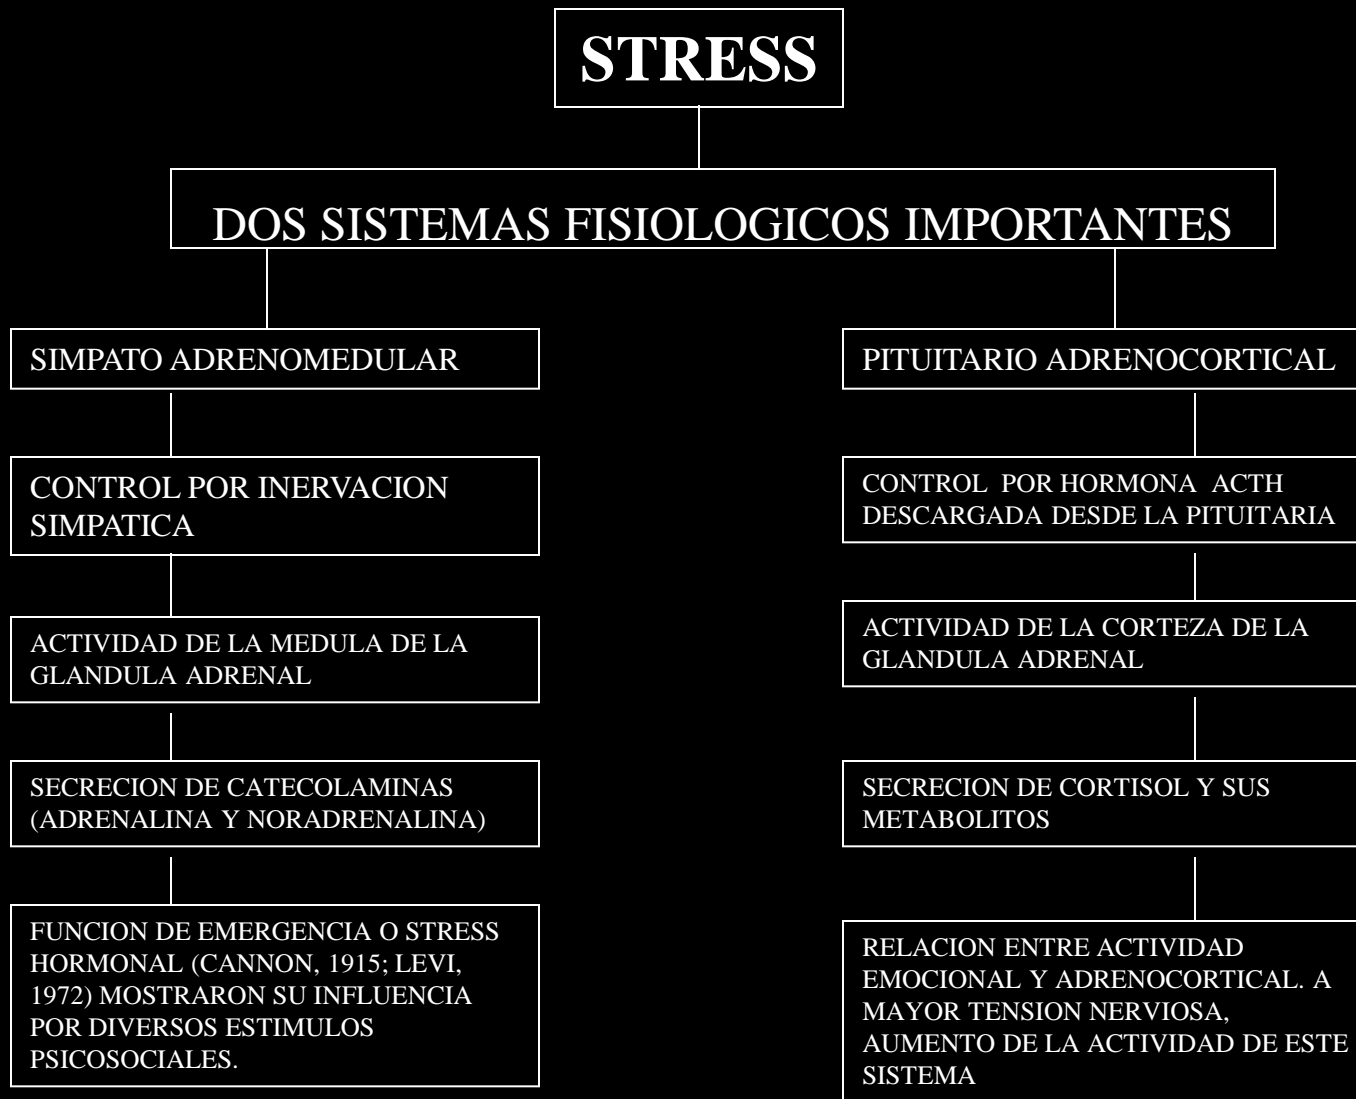 STRESS
DOS SISTEMAS FISIOLOGICOS IMPORTANTES
SIMPATO ADRENOMEDULAR
CONTROL POR INERVACION
SIMPATICA
ACTIVIDAD DE LA MEDULA DE LA
GLANDULA ADRENAL
SECRECION DE CATECOLAMINAS
(ADRENALINA Y NORADRENALINA)
FUNCION DE EMERGENCIA O STRESS
HORMONAL (CANNON, 1915; LEVI,
1972) MOSTRARON SU INFLUENCIA
POR DIVERSOS ESTIMULOS
PSICOSOCIALES.
PITUITARIO ADRENOCORTICAL
CONTROL POR HORMONA ACTH
DESCARGADA DESDE LA PITUITARIA
ACTIVIDAD DE LA CORTEZA DE LA
GLANDULA ADRENAL
SECRECION DE CORTISOL Y SUS
METABOLITOS
RELACION ENTRE ACTIVIDAD
EMOCIONAL Y ADRENOCORTICAL. A
MAYOR TENSION NERVIOSA,
AUMENTO DE LA ACTIVIDAD DE ESTE
SISTEMA